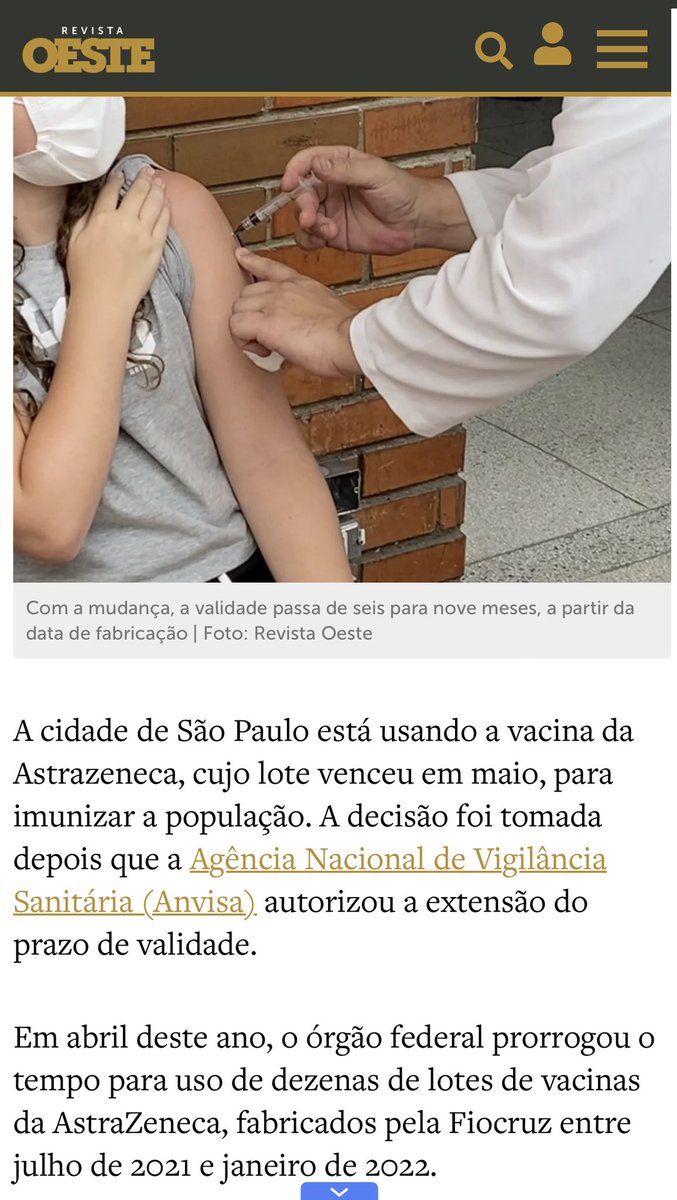 REVISTA
OESTE
Com a mudança, a validade passa de seis para nove meses, a partir da
data de fabricação | Foto: Revista Oeste
A cidade de São Paulo está usando a vacina da
Astrazeneca, cujo lote venceu em maio, para
imunizar a população. A decisão foi tomada
depois que a Agência Nacional de Vigilância
Sanitária (Anvisa) autorizou a extensão do
prazo de validade.
Em abril deste ano, o órgão federal prorrogou o
tempo para uso de dezenas de lotes de vacinas
da AstraZeneca, fabricados pela Fiocruz entre
julho de 2021 e janeiro de 2022.